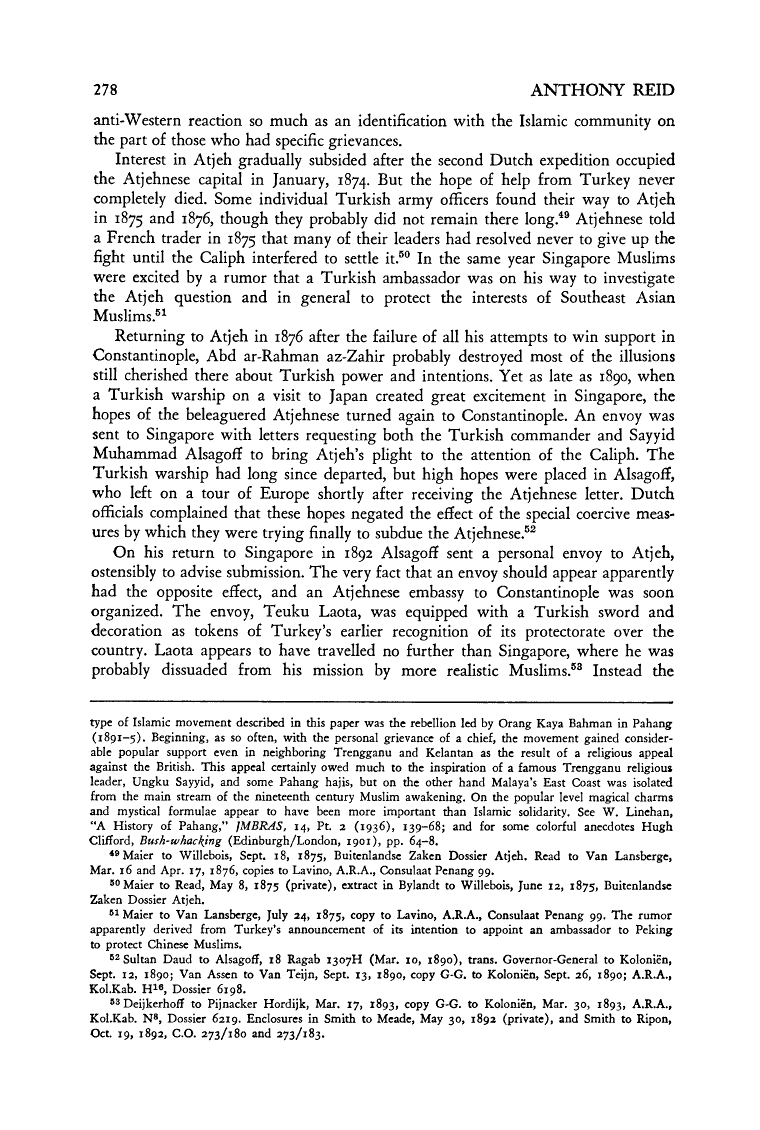 278 ANTHONY REID
anti-Western reaction so much as an identification with the Islamic community on
the part of those who had specific grievances.
Interest in Atjeh gradually subsided after the second Dutch expedition occupied
the Atjehnese capital in January, 1874. But the hope of help from Turkey never
completely died. Some individual Turkish army officers found their way to Atjeh
in 1875 and 1876, though they probably did not remain there long.⁴⁹ Atjehnese told
a French trader in 1875 that many of their leaders had resolved never to give up the
fight until the Caliph interfered to settle it.⁵⁰ In the same year Singapore Muslims
were excited by a rumor that a Turkish ambassador was on his way to investigate
the Atjeh question and in general to protect the interests of Southeast Asian
Muslims.⁵¹
Returning to Atjeh in 1876 after the failure of all his attempts to win support in
Constantinople, Abd ar-Rahman az-Zahir probably destroyed most of the illusions
still cherished there about Turkish power and intentions. Yet as late as 1890, when
a Turkish warship on a visit to Japan created great excitement in Singapore, the
hopes of the beleaguered Atjehnese turned again to Constantinople. An envoy was
sent to Singapore with letters requesting both the Turkish commander and Sayyid
Muhammad Alsagoff to bring Atjeh's plight to the attention of the Caliph. The
Turkish warship had long since departed, but high hopes were placed in Alsagoff,
who left on a tour of Europe shortly after receiving the Atjehnese letter. Dutch
officials complained that these hopes negated the effect of the special coercive meas-
ures by which they were trying finally to subdue the Atjehnese.⁵²
On his return to Singapore in 1892 Alsagoff sent a personal envoy to Atjeh,
ostensibly to advise submission. The very fact that an envoy should appear apparently
had the opposite effect, and an Atjehnese embassy to Constantinople was soon
organized. The envoy, Teuku Laota, was equipped with a Turkish sword and
decoration as tokens of Turkey's earlier recognition of its protectorate over the
country. Laota appears to have travelled no further than Singapore, where he was
probably dissuaded from his mission by more realistic Muslims.⁵³ Instead the
type of Islamic movement described in this paper was the rebellion led by Orang Kaya Bahman in Pahang
(1891–5). Beginning, as so often, with the personal grievance of a chief, the movement gained consider-
able popular support even in neighboring Trengganu and Kelantan as the result of a religious appeal
against the British. This appeal certainly owed much to the inspiration of a famous Trengganu religious
leader, Ungku Sayyid, and some Pahang hajis, but on the other hand Malaya's East Coast was isolated
from the main stream of the nineteenth century Muslim awakening. On the popular level magical charms
and mystical formulae appear to have been more important than Islamic solidarity. See W. Linehan,
"A History of Pahang," JMBRAS, 14, Pt. 2 (1936), 139–68; and for some colorful anecdotes Hugh
Clifford, Bush-whacking (Edinburgh/London, 1901), pp. 64–8.
⁴⁹ Maier to Willebois, Sept. 18, 1875, Buitenlandse Zaken Dossier Atjeh. Read to Van Lansberge,
Mar. 16 and Apr. 17, 1876, copies to Lavino, A.R.A., Consulaat Penang 99.
⁵⁰ Maier to Read, May 8, 1875 (private), extract in Bylandt to Willebois, June 12, 1875, Buitenlandse
Zaken Dossier Atjeh.
⁵¹ Maier to Van Lansberge, July 24, 1875, copy to Lavino, A.R.A., Consulaat Penang 99. The rumor
apparently derived from Turkey's announcement of its intention to appoint an ambassador to Peking
to protect Chinese Muslims.
⁵² Sultan Daud to Alsagoff, 18 Ragab 1307H (Mar. 10, 1890), trans. Governor-General to Koloniën,
Sept. 12, 1890; Van Assen to Van Teijn, Sept. 13, 1890, copy G-G. to Koloniën, Sept. 26, 1890; A.R.A.,
Kol.Kab. H¹⁶, Dossier 6198.
⁵³ Deijkerhoff to Pijnacker Hordijk, Mar. 17, 1893, copy G-G. to Koloniën, Mar. 30, 1893, A.R.A.,
Kol.Kab. N⁸, Dossier 6219. Enclosures in Smith to Meade, May 30, 1892 (private), and Smith to Ripon,
Oct. 19, 1892, C.O. 273/180 and 273/183.